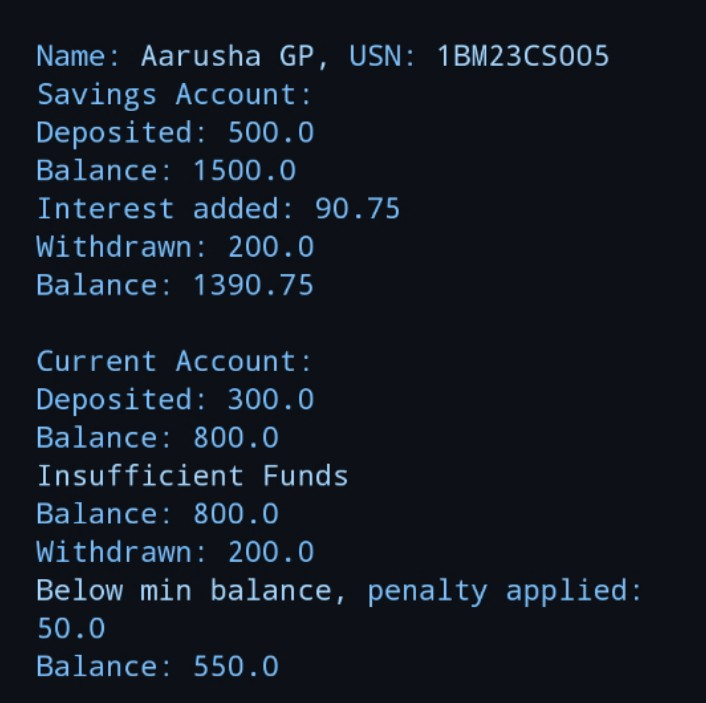 Name: Aarusha GP, USN: 1BM23CS005
Savings Account:
Deposited: 500.0
Balance: 1500.0
Interest added: 90.75
Withdrawn: 200.0
Balance: 1390.75
Current Account:
Deposited: 300.0
Balance: 800.0
Insufficient Funds
Balance: 800.0
Withdrawn: 200.0
Below min balance, penalty applied:
50.0
Balance: 550.0